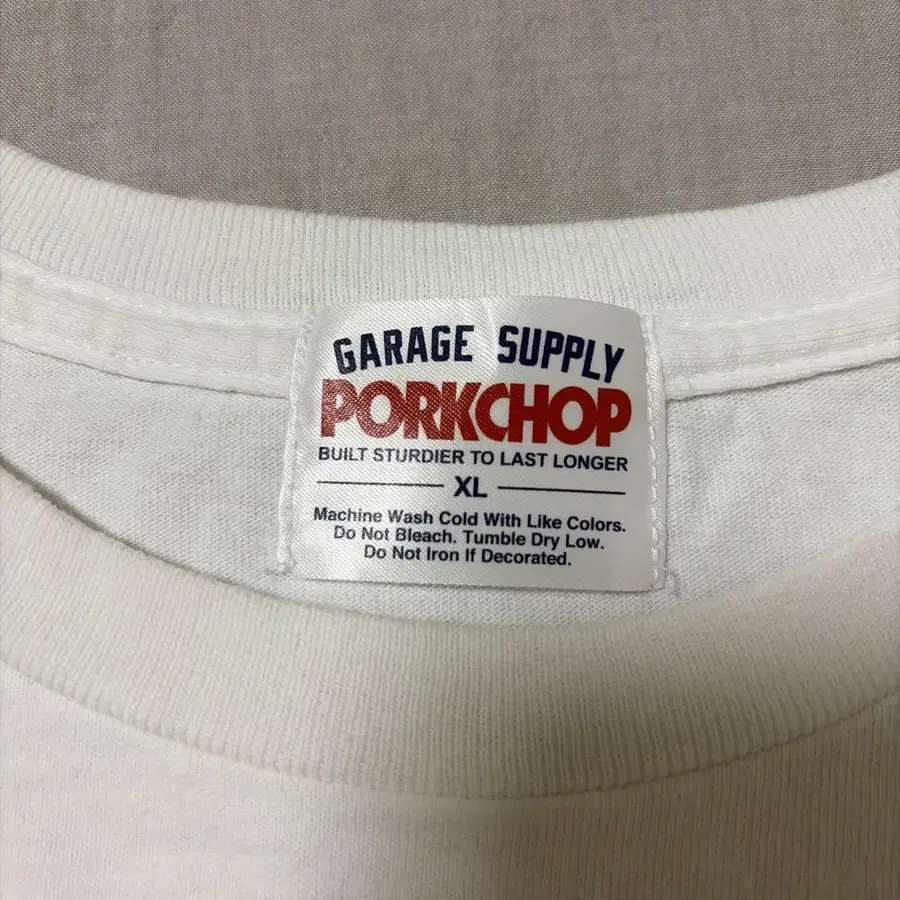 GARAGE SUPPLY
PORKCHOP
BUILT STURDIER TO LAST LONGER
XL
Machine Wash Cold With Like Colors.
Do Not Bleach. Tumble Dry Low.
Do Not Iron If Decorated.